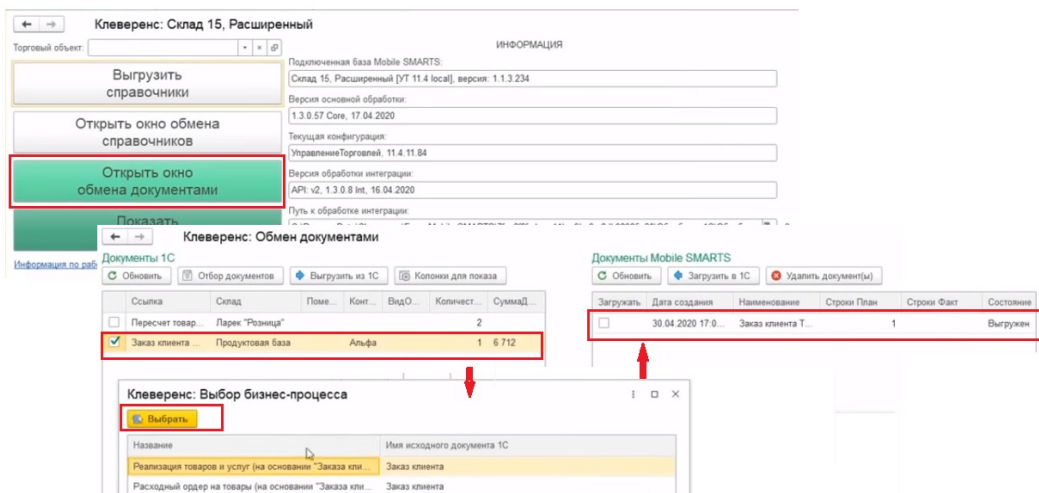 Клеверенс: Склад 15, Расширенный
Торговый объект:
ИНФОРМАЦИЯ
Подключенная база Mobile SMARTS:
Выгрузить
справочники
Склад 15, Расширенный [УТ 11.4 local], версия: 1.1.3.234
Версия основной обработки:
1.3.0.57 Core, 17.04.2020
Открыть окно обмена
справочников
Текущая конфигурация:
УправлениеТорговлей, 11.4.11.84
Открыть окно
обмена документами
Версия обработки интеграции:
API: v2, 1.3.0.8 Int, 16.04.2020
Путь к обработке интеграции:
Показать
Информация по раб
Клеверенс: Обмен документами
Документы 1С
Обновить Отбор документов Выгрузить из 1С Колонки для показа
Ссылка Склад Поме... Конт... ВидО... Количест... СуммаД...
Пересчет товар... Ларек "Розница" 2
Заказ клиента ... Продуктовая база Альфа 1 6 712
Документы Mobile SMARTS
Обновить Загрузить в 1С Удалить документ(ы)
Загружать Дата создания Наименование Строки План Строки Факт Состояние
30.04.2020 17:0... Заказ клиента Т... 1 Выгружен
Клеверенс: Выбор бизнес-процесса
Выбрать
Название Имя исходного документа 1С
Реализация товаров и услуг (на основании "Заказа кли... Заказ клиента
Расходный ордер на товары (на основании "Заказа кли... Заказ клиента